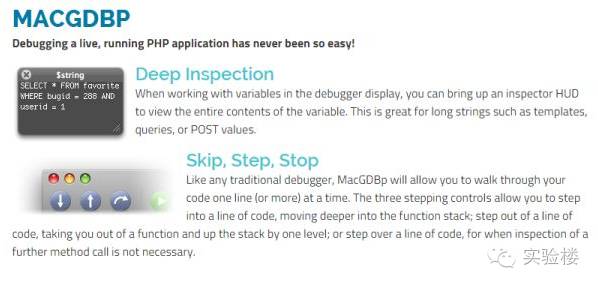 MACGDBP
Debugging a live, running PHP application has never been so easy!
$string
SELECT * FROM favorite
WHERE bugid = 288 AND
userid = 1
Deep Inspection
When working with variables in the debugger display, you can bring up an inspector HUD
to view the entire contents of the variable. This is great for long strings such as templates,
queries, or POST values.
Skip, Step, Stop
Like any traditional debugger, MacGDBp will allow you to walk through your
code one line (or more) at a time. The three stepping controls allow you to step
into a line of code, moving deeper into the function stack; step out of a line of
code, taking you out of a function and up the stack by one level; or step over a line of code, for when inspection of a
further method call is not necessary.
实验楼